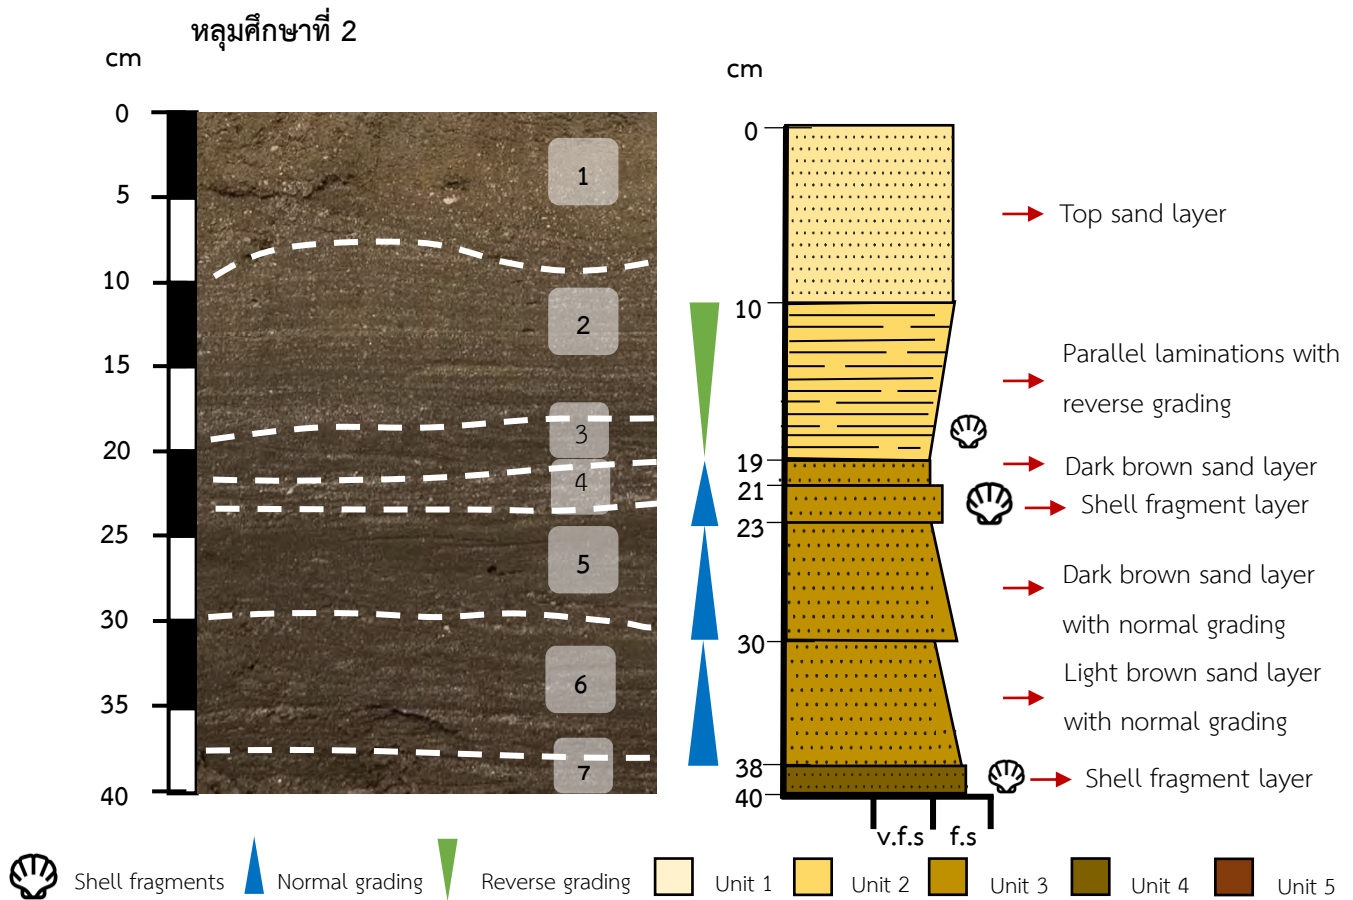 หลุมศึกษาที่ 2
cm
0
5
10
15
20
25
30
35
40
1
2
3
4
5
6
7
cm
0
10
19
21
23
30
38
40
v.f.s f.s
Top sand layer
Parallel laminations with
reverse grading
Dark brown sand layer
Shell fragment layer
Dark brown sand layer
with normal grading
Light brown sand layer
with normal grading
Shell fragment layer
Shell fragments Normal grading Reverse grading Unit 1 Unit 2 Unit 3 Unit 4 Unit 5